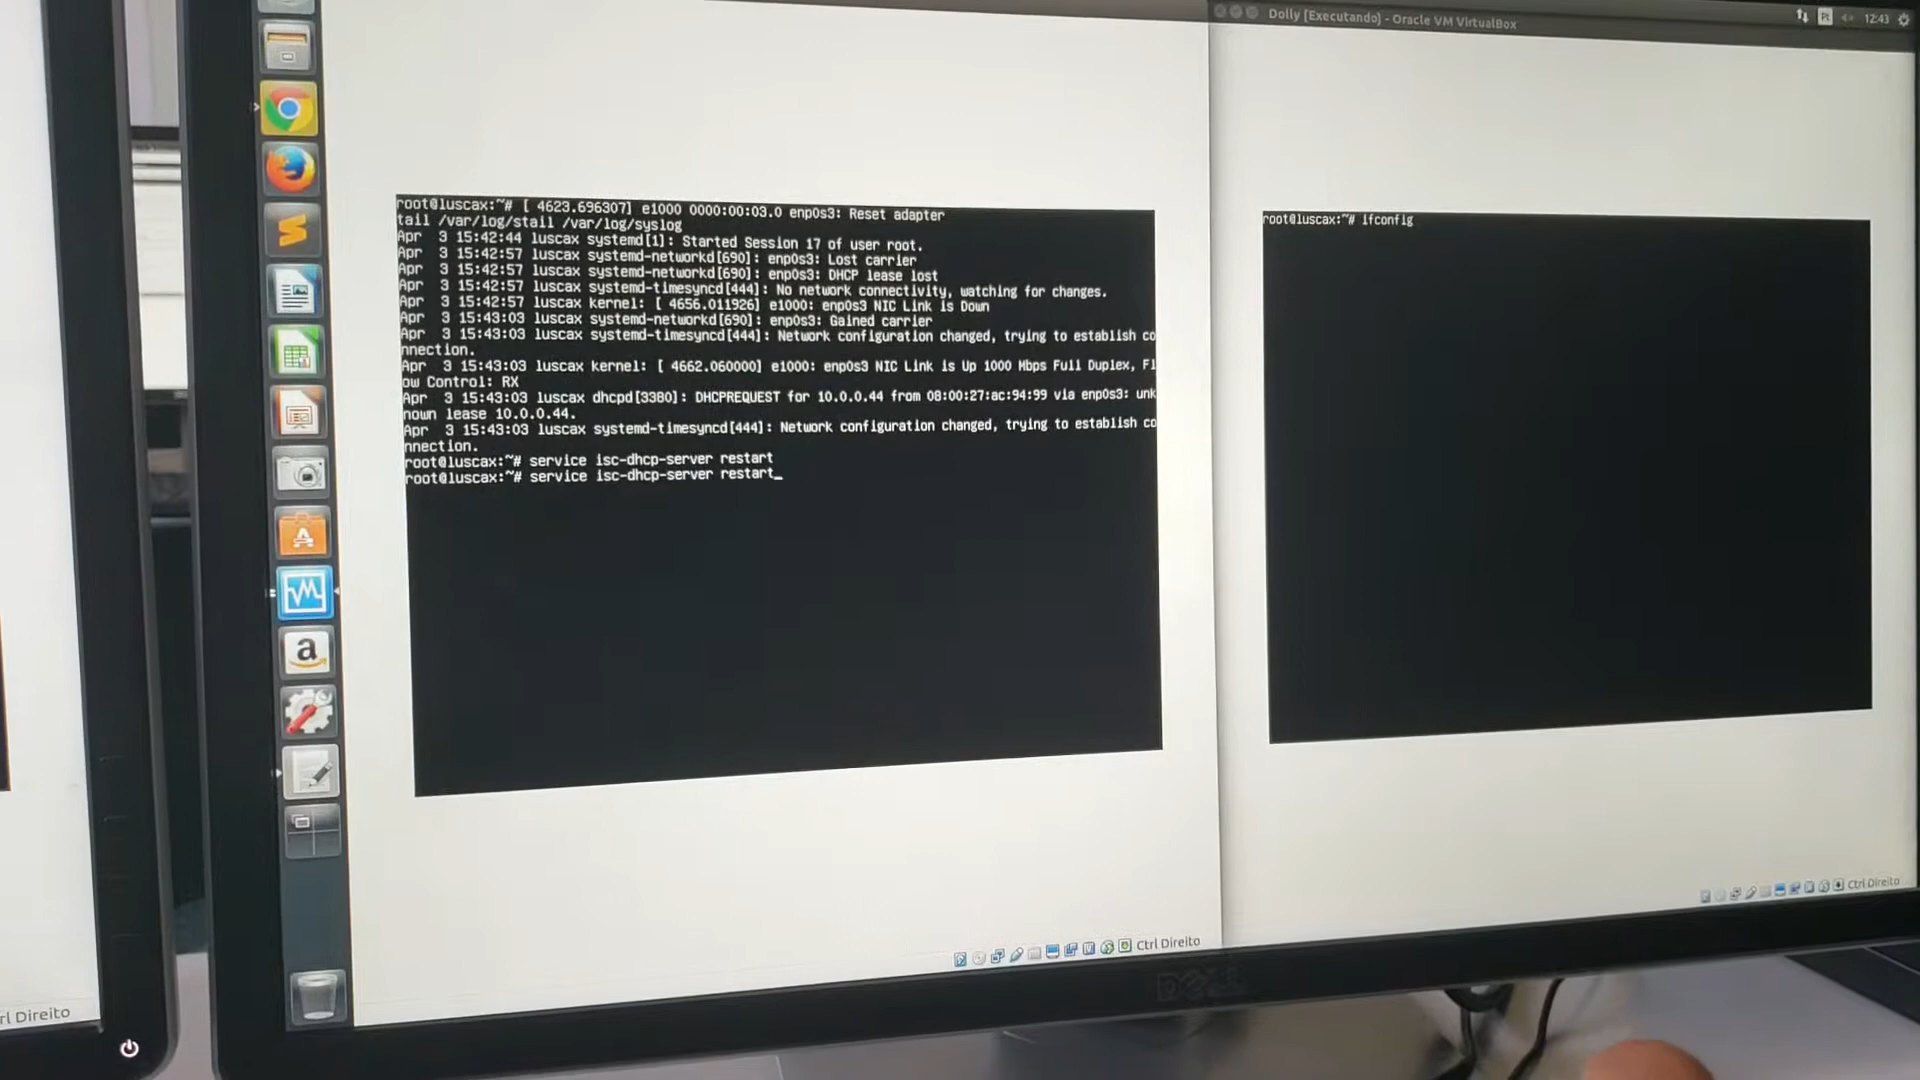 Dolly [Executando] - Oracle VM VirtualBox
Pt
12:43
root@luscax:~# [ 4623.696307] e1000 0000:00:03.0 enp0s3: Reset adapter
tail /var/log/stail /var/log/syslog
Apr  3 15:42:44 luscax systemd[1]: Started Session 17 of user root.
Apr  3 15:42:57 luscax systemd-networkd[690]: enp0s3: Lost carrier
Apr  3 15:42:57 luscax systemd-networkd[690]: enp0s3: DHCP lease lost
Apr  3 15:42:57 luscax systemd-timesyncd[444]: No network connectivity, watching for changes.
Apr  3 15:42:57 luscax kernel: [ 4656.011926] e1000: enp0s3 NIC Link is Down
Apr  3 15:43:03 luscax systemd-networkd[690]: enp0s3: Gained carrier
Apr  3 15:43:03 luscax systemd-timesyncd[444]: Network configuration changed, trying to establish co
nnection.
Apr  3 15:43:03 luscax kernel: [ 4662.060000] e1000: enp0s3 NIC Link is Up 1000 Mbps Full Duplex, Fl
ow Control: RX
Apr  3 15:43:03 luscax dhcpd[3380]: DHCPREQUEST for 10.0.0.44 from 08:00:27:ac:94:99 via enp0s3: unk
nown lease 10.0.0.44.
Apr  3 15:43:03 luscax systemd-timesyncd[444]: Network configuration changed, trying to establish co
nnection.
root@luscax:~# service isc-dhcp-server restart
root@luscax:~# service isc-dhcp-server restart_
root@luscax:~# ifconfig
Ctrl Direito
Ctrl Direito
rl Direito
DELL